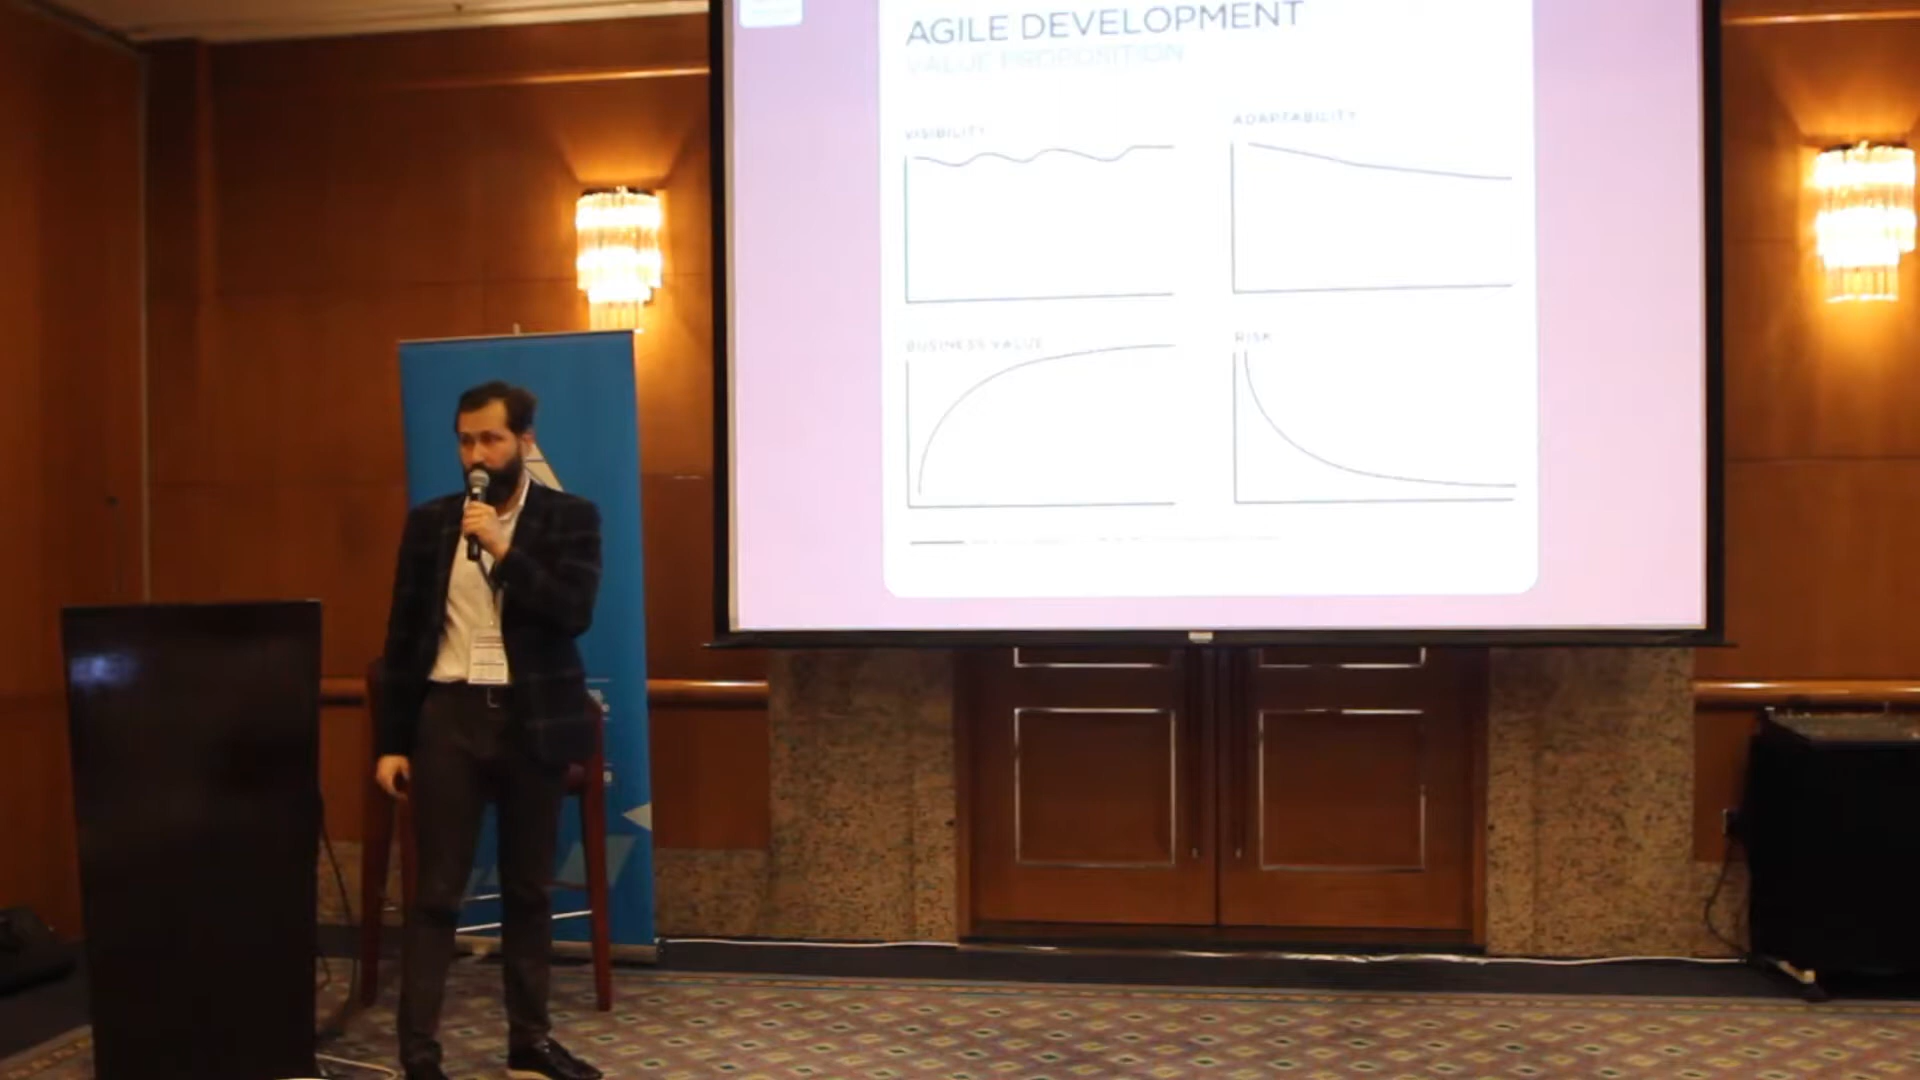 AGILE DEVELOPMENT
VALUE PROPOSITION
VISIBILITY
ADAPTABILITY
BUSINESS VALUE
RISK